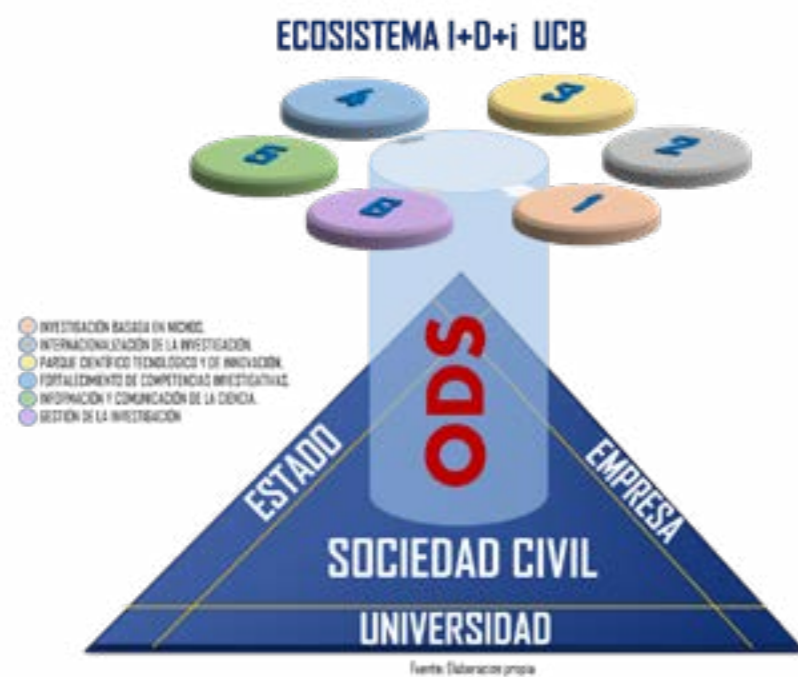 ECOSISTEMA I+D+i UCB
4
3
5
2
6
1
INVESTIGACIÓN BASADA EN NICHOS.
INTERNACIONALIZACIÓN DE LA INVESTIGACIÓN.
PARQUE CIENTÍFICO TECNOLÓGICO Y DE INNOVACIÓN.
FORTALECIMIENTO DE COMPETENCIAS INVESTIGATIVAS.
INFORMACIÓN Y COMUNICACIÓN DE LA CIENCIA.
GESTIÓN DE LA INVESTIGACIÓN
ODS
ESTADO
EMPRESA
SOCIEDAD CIVIL
UNIVERSIDAD
Fuente: Elaboración propia